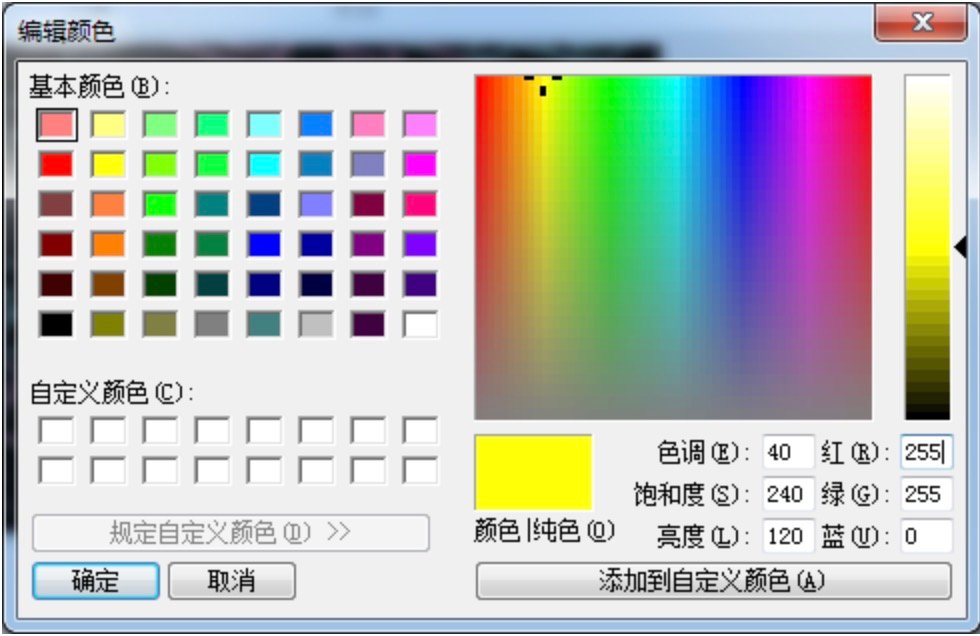 编辑颜色
基本颜色(B):
自定义颜色(C):
规定自定义颜色(D) >>
确定 取消
色调(E): 40 红(R): 255
饱和度(S): 240 绿(G): 255
颜色|纯色(O) 亮度(L): 120 蓝(U): 0
添加到自定义颜色(A)